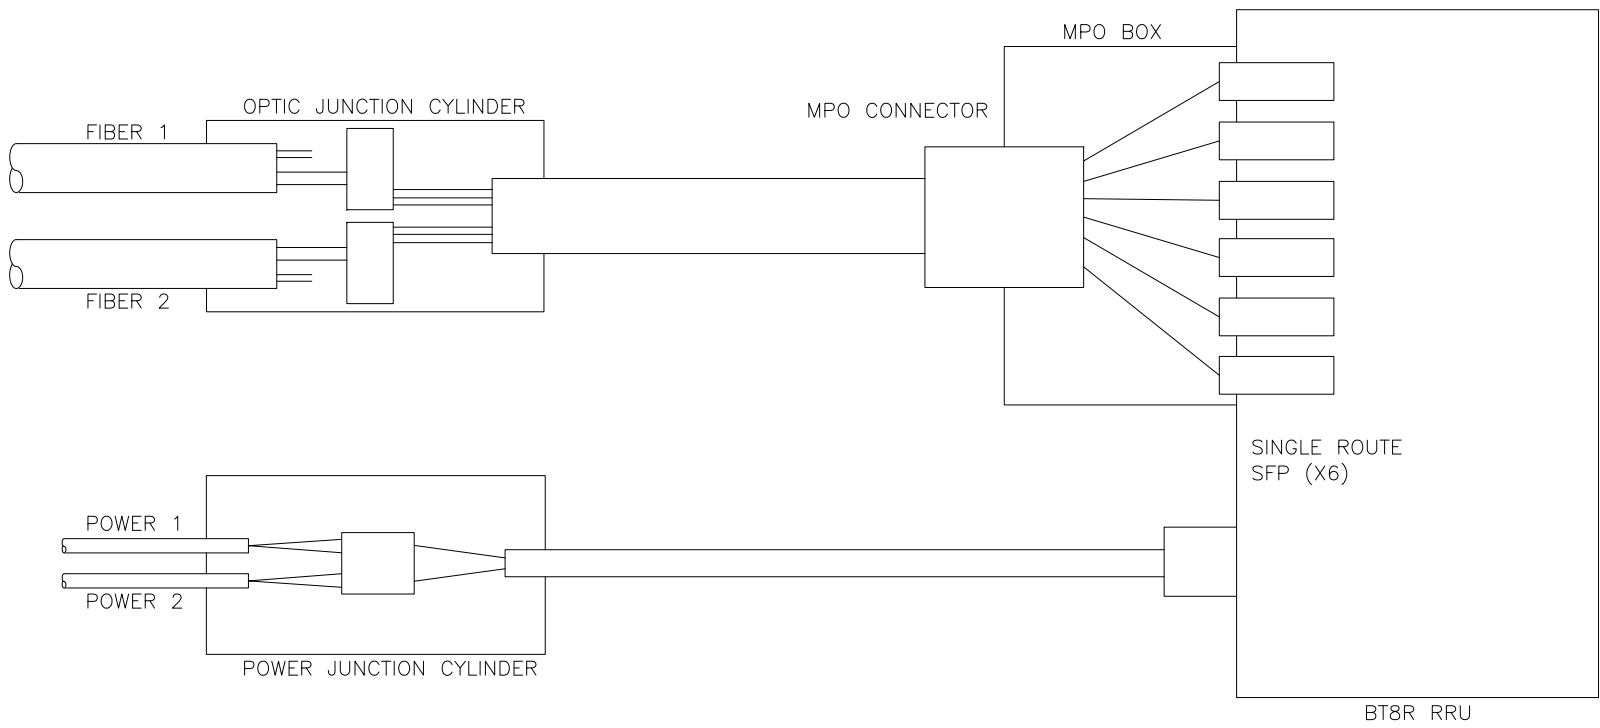 MPO BOX
OPTIC JUNCTION CYLINDER
MPO CONNECTOR
FIBER 1
FIBER 2
SINGLE ROUTE
SFP (X6)
POWER 1
POWER 2
POWER JUNCTION CYLINDER
BT8R RRU